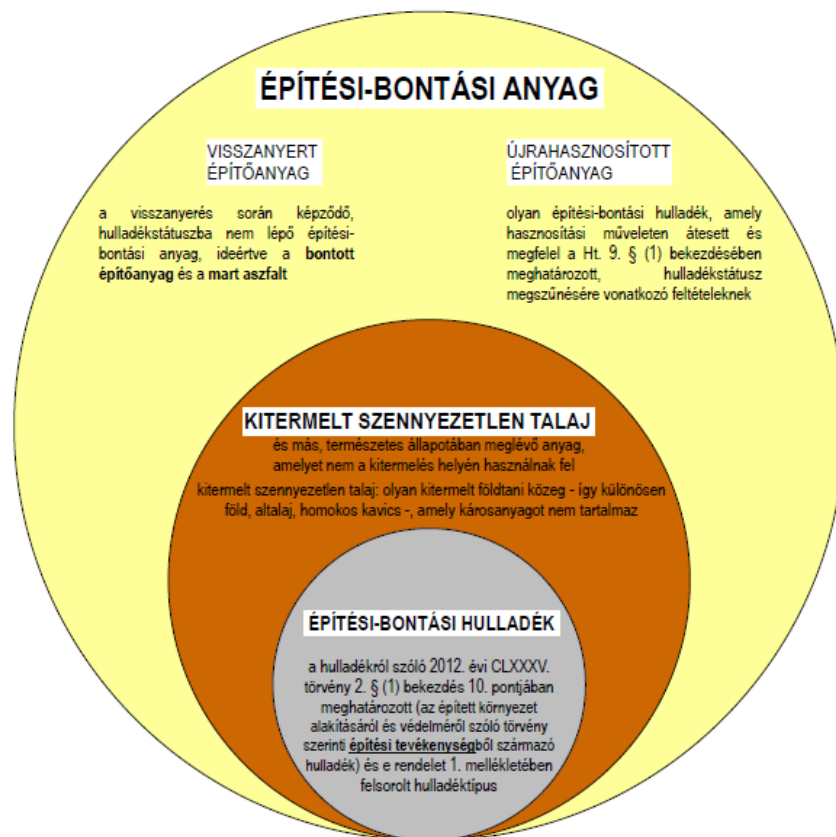 ÉPÍTÉSI-BONTÁSI ANYAG
VISSZANYERT
ÉPÍTŐANYAG
a visszanyerés során képződő,
hulladékstátuszba nem lépő építési-
bontási anyag, ideértve a bontott
építőanyag és a mart aszfalt
ÚJRAHASZNOSÍTOTT
ÉPÍTŐANYAG
olyan építési-bontási hulladék, amely
hasznosítási műveleten átesett és
megfelel a Ht. 9. § (1) bekezdésében
meghatározott, hulladékstátusz
megszűnésére vonatkozó feltételeknek
KITERMELT SZENNYEZETLEN TALAJ
és más, természetes állapotában meglévő anyag,
amelyet nem a kitermelés helyén használnak fel
kitermelt szennyezetlen talaj: olyan kitermelt földtani közeg - így különösen
föld, altalaj, homokos kavics -, amely károsanyagot nem tartalmaz
ÉPÍTÉSI-BONTÁSI HULLADÉK
a hulladékról szóló 2012. évi CLXXXV.
törvény 2. § (1) bekezdés 10. pontjában
meghatározott (az épített környezet
alakításáról és védelméről szóló törvény
szerinti építési tevékenységből származó
hulladék) és e rendelet 1. mellékletében
felsorolt hulladéktípus